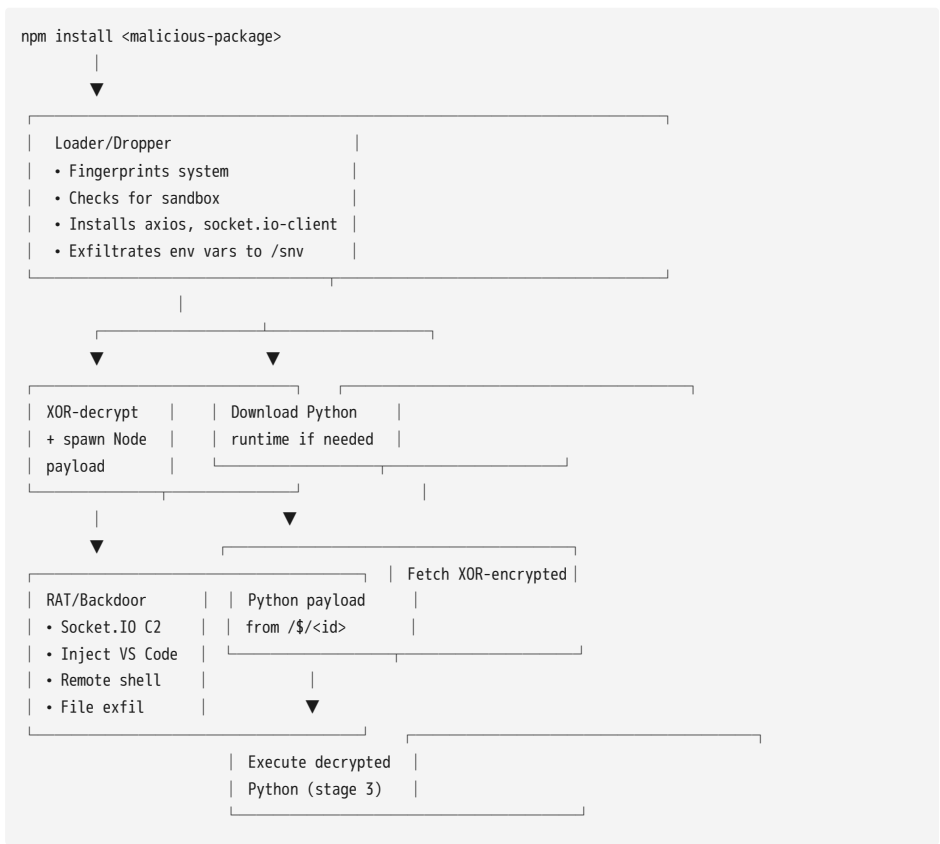 npm install <malicious-package>
Loader/Dropper
• Fingerprints system
• Checks for sandbox
• Installs axios, socket.io-client
• Exfiltrates env vars to /snv
XOR-decrypt Download Python
+ spawn Node runtime if needed
payload
Fetch XOR-encrypted
RAT/Backdoor Python payload
• Socket.IO C2 from /$/<id>
• Inject VS Code
• Remote shell
• File exfil
Execute decrypted
Python (stage 3)